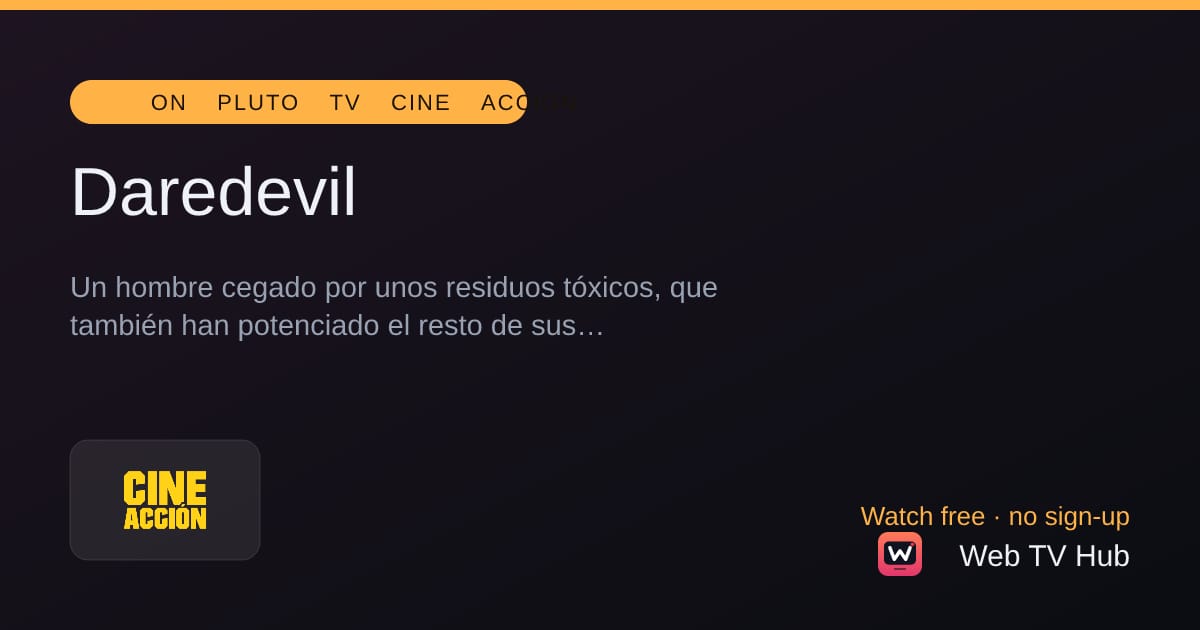 ON PLUTO TV CINE ACCIÓN
Daredevil
Un hombre cegado por unos residuos tóxicos, que
también han potenciado el resto de sus…
CINE
ACCIÓN
Watch free · no sign-up
Web TV Hub